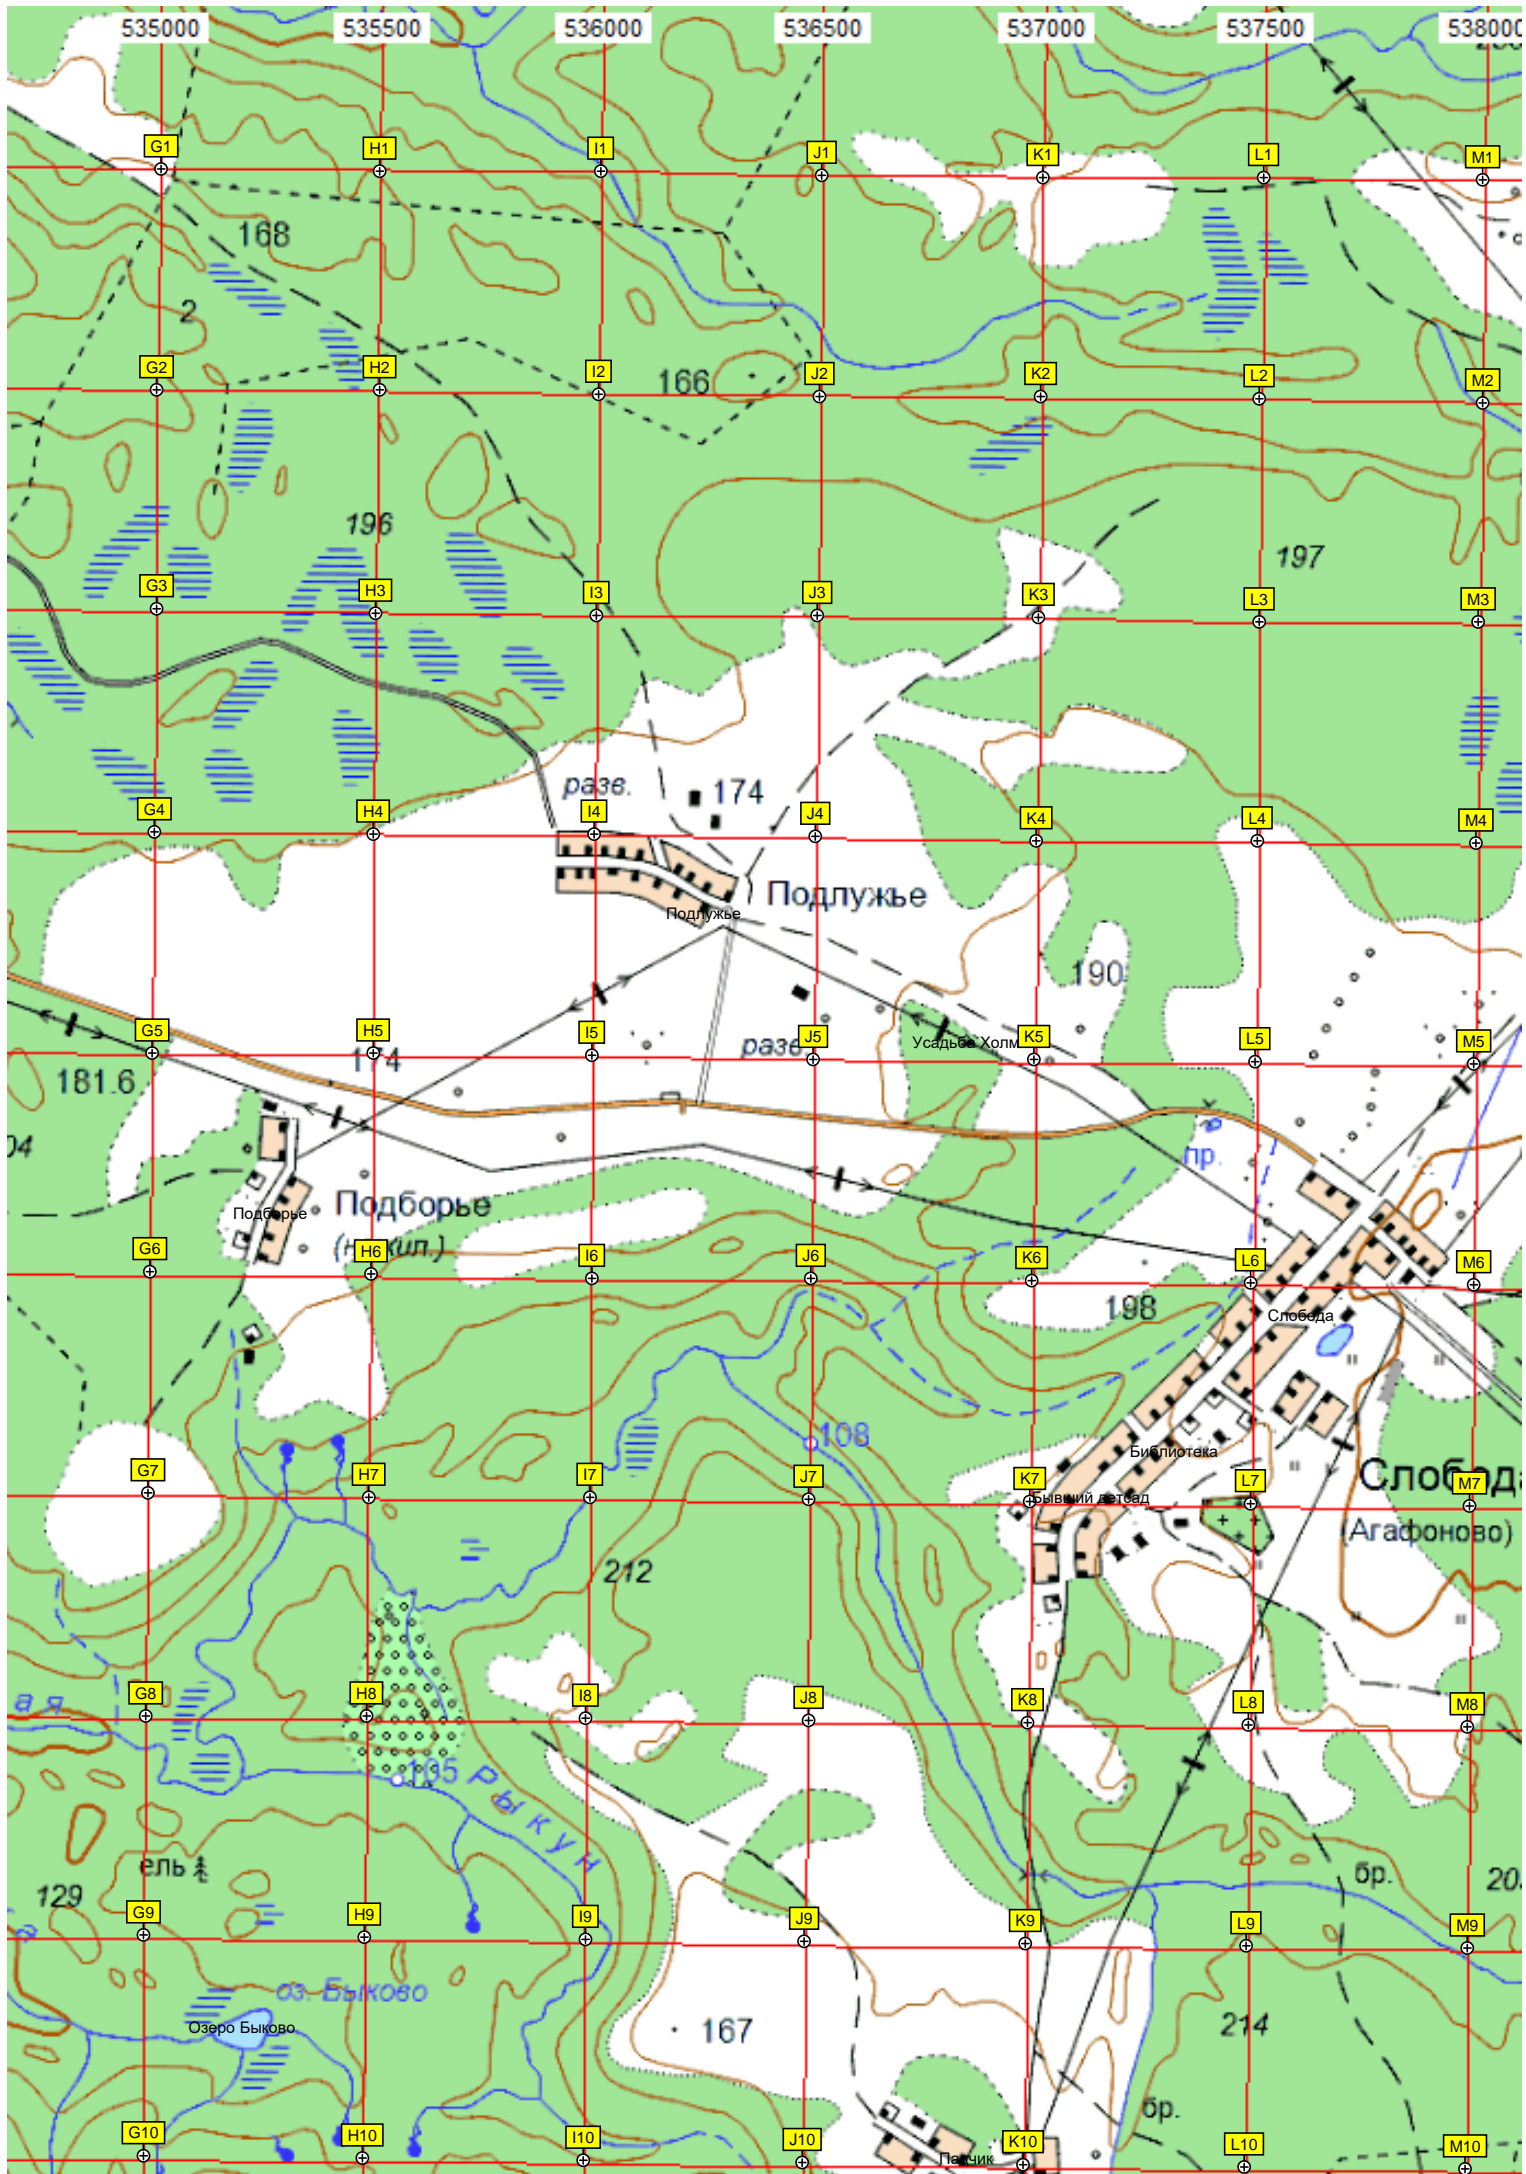 535000 535500 536000 536500 537000 537500 538000
G1 H1 I1 J1 K1 L1 M1
168
2
G2 H2 I2 J2 K2 L2 M2
166
196
197
G3 H3 I3 J3 K3 L3 M3
разв. 174
G4 H4 I4 J4 K4 L4 M4
Подлужье
Подлужье
190
G5 H5 I5 J5 K5 L5 M5
разв
Усадьба Холм
174
181.6
04
пр.
Подборье
Подборье
G6 H6 I6 J6 K6 L6 M6
198
Слобода
108
Библиотека
G7 H7 I7 J7 K7 L7 M7
Слобода
Бывший детсад
(Агафоново)
212
ая
G8 H8 I8 J8 K8 L8 M8
105 Рыкун
ель
бр.
129
G9 H9 I9 J9 K9 L9 M9
оз. Быково
Озеро Быково
167
214
бр.
G10 H10 I10 J10 K10 L10 M10